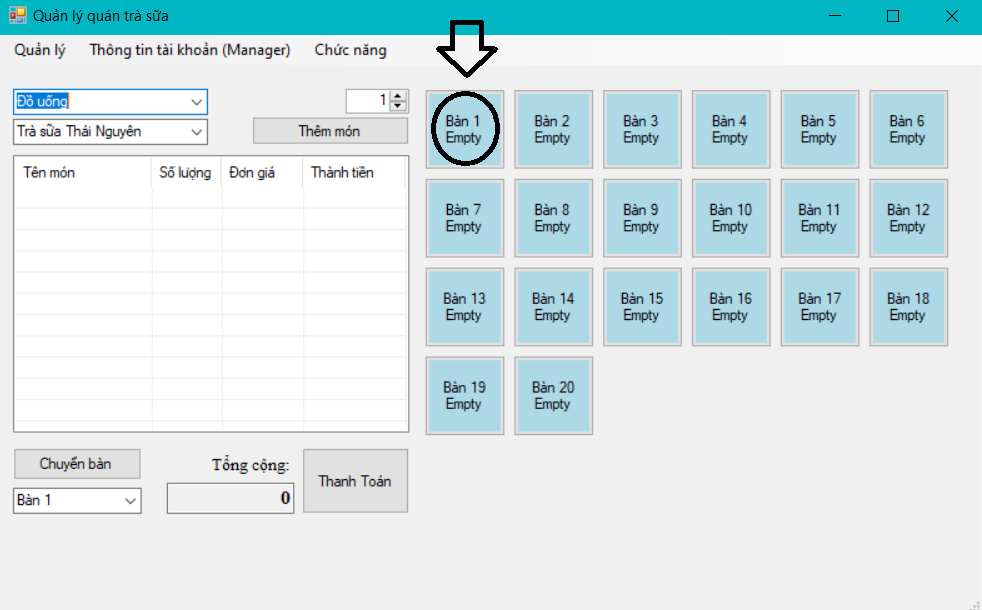 Quản lý quán trà sữa
Quản lý Thông tin tài khoản (Manager) Chức năng
Đồ uống
1
Trà sữa Thái Nguyên
Thêm món
Tên món Số lượng Đơn giá Thành tiền
Chuyển bàn
Bàn 1
Tổng cộng:
0
Thanh Toán
Bàn 1
Empty
Bàn 2
Empty
Bàn 3
Empty
Bàn 4
Empty
Bàn 5
Empty
Bàn 6
Empty
Bàn 7
Empty
Bàn 8
Empty
Bàn 9
Empty
Bàn 10
Empty
Bàn 11
Empty
Bàn 12
Empty
Bàn 13
Empty
Bàn 14
Empty
Bàn 15
Empty
Bàn 16
Empty
Bàn 17
Empty
Bàn 18
Empty
Bàn 19
Empty
Bàn 20
Empty